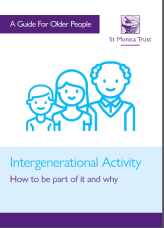 A Guide For Older People
St Monica Trust
Intergenerational Activity
How to be part of it and why